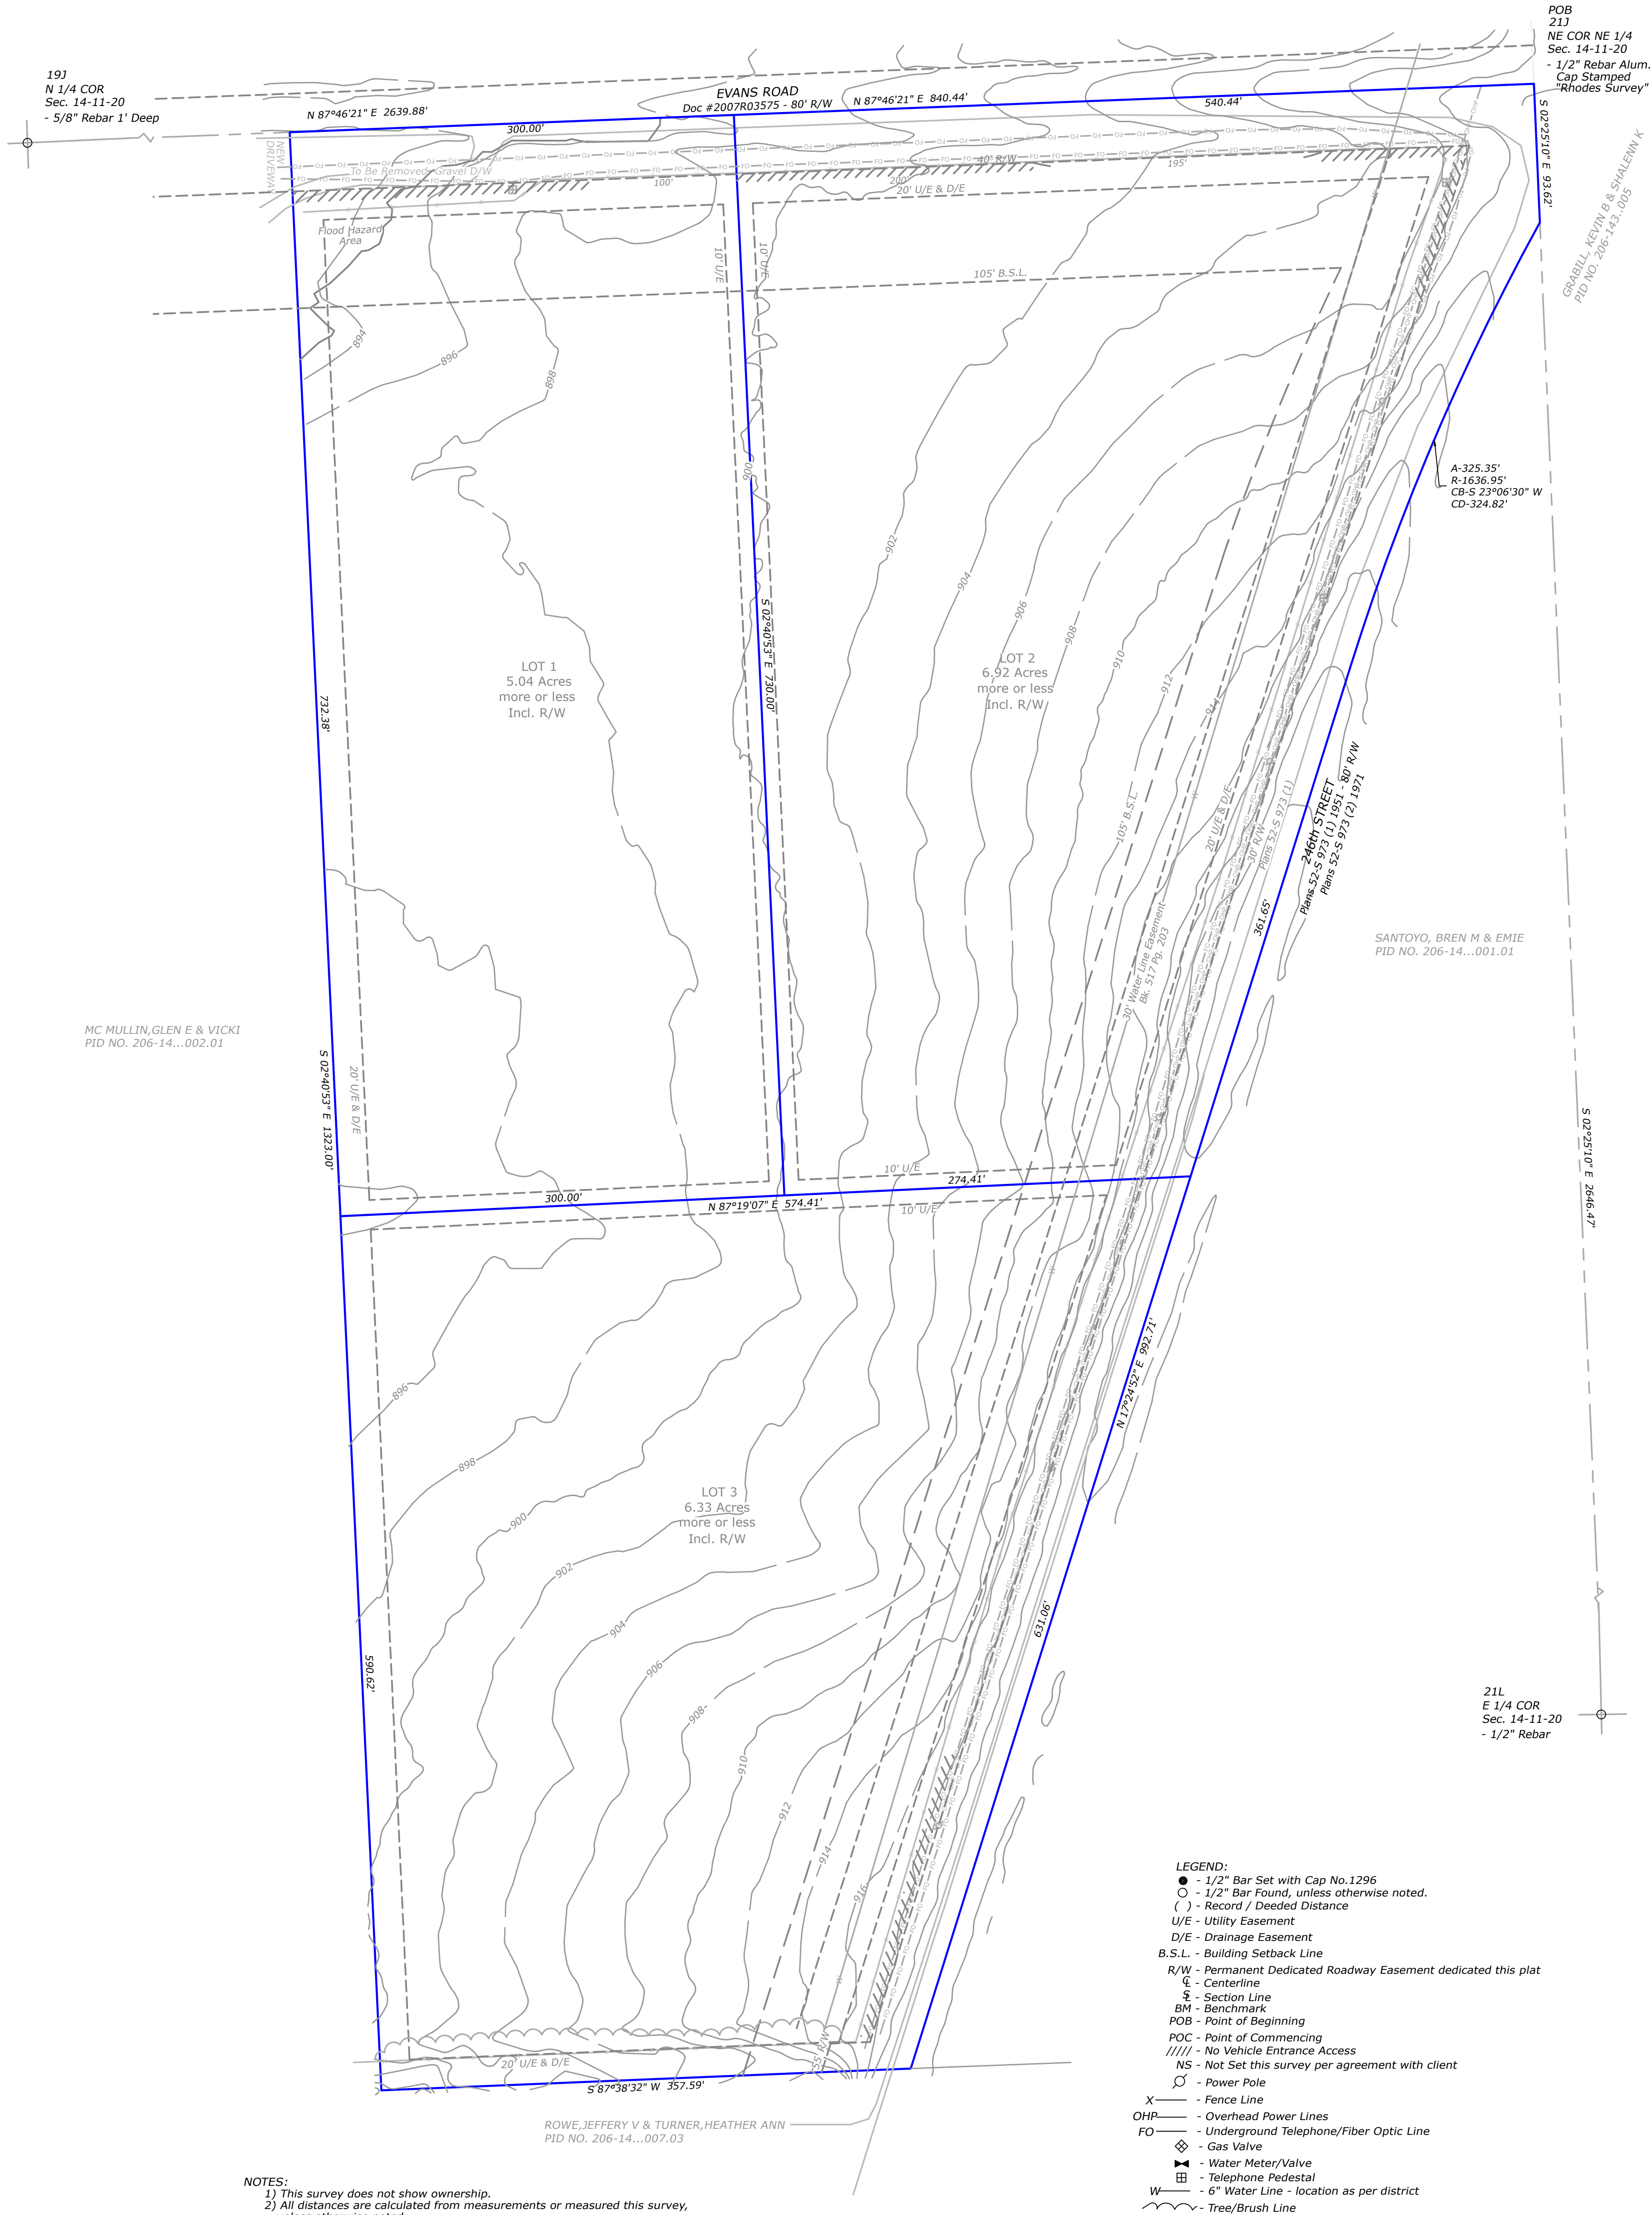 POB
21J
NE COR NE 1/4
Sec. 14-11-20
- 1/2" Rebar Alum.
Cap Stamped
"Rhodes Survey"
19J
N 1/4 COR
Sec. 14-11-20
- 5/8" Rebar 1' Deep
N 87°46'21" E 2639.88'
EVANS ROAD
Doc #2007R03575 - 80' R/W
N 87°46'21" E 840.44'
540.44'
300.00'
S 02°25'10" E 93.62'
GRABILL, KEVIN B & SHALENN K
PID NO. 206-143...005
NEW
DRIVEWAY
To Be Removed, Gravel D/W
100'
200'
40' R/W
195'
20' U/E & D/E
Flood Hazard
Area
10' U/E
10' U/E
105' B.S.L.
894
896
898
900
902
904
906
908
910
912
914
A-325.35'
R-1636.95'
CB-S 23°06'30" W
CD-324.82'
LOT 1
5.04 Acres
more or less
Incl. R/W
LOT 2
6.92 Acres
more or less
Incl. R/W
732.38'
S 02°40'53" E 730.00'
105' B.S.L.
20' U/E & D/E
30' R/W
Plans 52-S 973 (1)
246th STREET
Plans 52-S 973 (1) 1951 - 80' R/W
Plans 52-S 973 (2) 1971
361.65'
30' Water Line Easement
Bk. 517 Pg. 203
SANTOYO, BREN M & EMIE
PID NO. 206-14...001.01
MC MULLIN,GLEN E & VICKI
PID NO. 206-14...002.01
S 02°40'53" E 1323.00'
20' U/E & D/E
S 02°25'10" E 2646.47'
10' U/E
274.41'
300.00'
N 87°19'07" E 574.41'
10' U/E
N 17°24'52" E 992.71'
896
898
900
902
904
906
908
910
912
914
916
LOT 3
6.33 Acres
more or less
Incl. R/W
590.62'
631.06'
21L
E 1/4 COR
Sec. 14-11-20
- 1/2" Rebar
20' U/E & D/E
55' R/W
S 87°38'32" W 357.59'
ROWE,JEFFERY V & TURNER,HEATHER ANN
PID NO. 206-14...007.03
LEGEND:
- 1/2" Bar Set with Cap No.1296
- 1/2" Bar Found, unless otherwise noted.
( ) - Record / Deeded Distance
U/E - Utility Easement
D/E - Drainage Easement
B.S.L. - Building Setback Line
R/W - Permanent Dedicated Roadway Easement dedicated this plat
℄ - Centerline
SL - Section Line
BM - Benchmark
POB - Point of Beginning
POC - Point of Commencing
///// - No Vehicle Entrance Access
NS - Not Set this survey per agreement with client
- Power Pole
X - Fence Line
OHP - Overhead Power Lines
FO - Underground Telephone/Fiber Optic Line
- Gas Valve
- Water Meter/Valve
- Telephone Pedestal
W - 6" Water Line - location as per district
- Tree/Brush Line
NOTES:
1) This survey does not show ownership.
2) All distances are calculated from measurements or measured this survey,